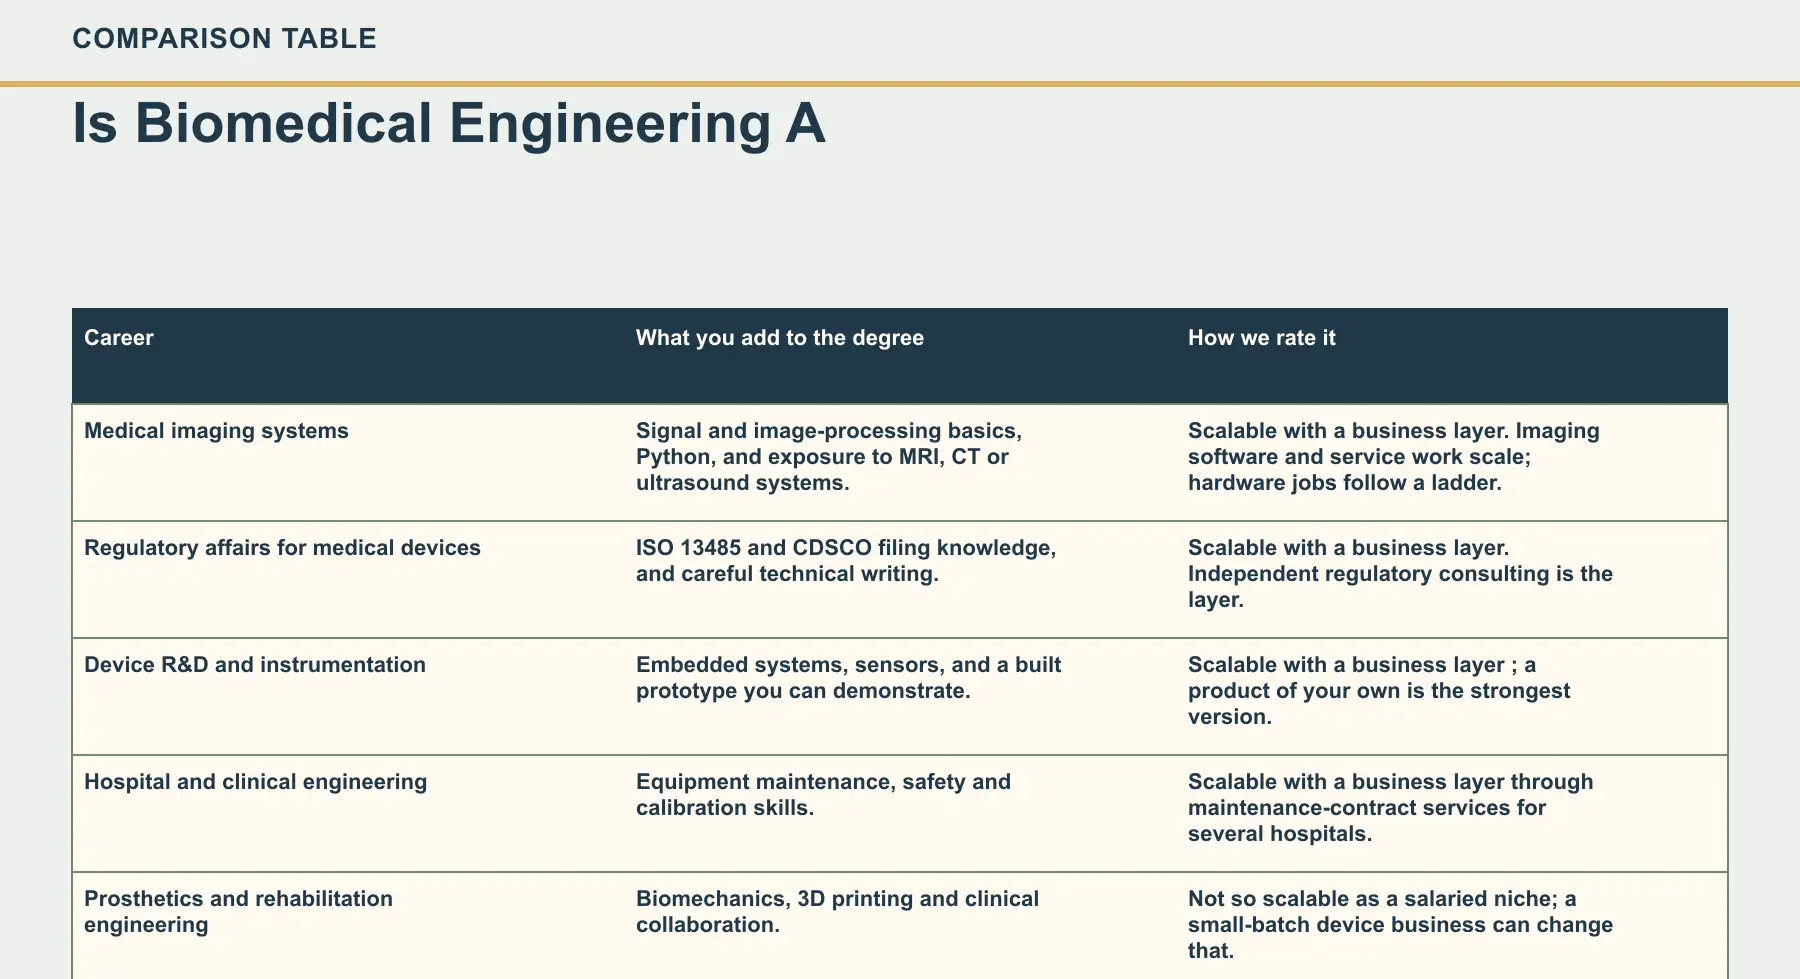 COMPARISON TABLE
Is Biomedical Engineering A
Career
What you add to the degree
How we rate it
Medical imaging systems
Signal and image-processing basics,
Python, and exposure to MRI, CT or
ultrasound systems.
Scalable with a business layer. Imaging
software and service work scale;
hardware jobs follow a ladder.
Regulatory affairs for medical devices
ISO 13485 and CDSCO filing knowledge,
and careful technical writing.
Scalable with a business layer.
Independent regulatory consulting is the
layer.
Device R&D and instrumentation
Embedded systems, sensors, and a built
prototype you can demonstrate.
Scalable with a business layer ; a
product of your own is the strongest
version.
Hospital and clinical engineering
Equipment maintenance, safety and
calibration skills.
Scalable with a business layer through
maintenance-contract services for
several hospitals.
Prosthetics and rehabilitation
engineering
Biomechanics, 3D printing and clinical
collaboration.
Not so scalable as a salaried niche; a
small-batch device business can change
that.